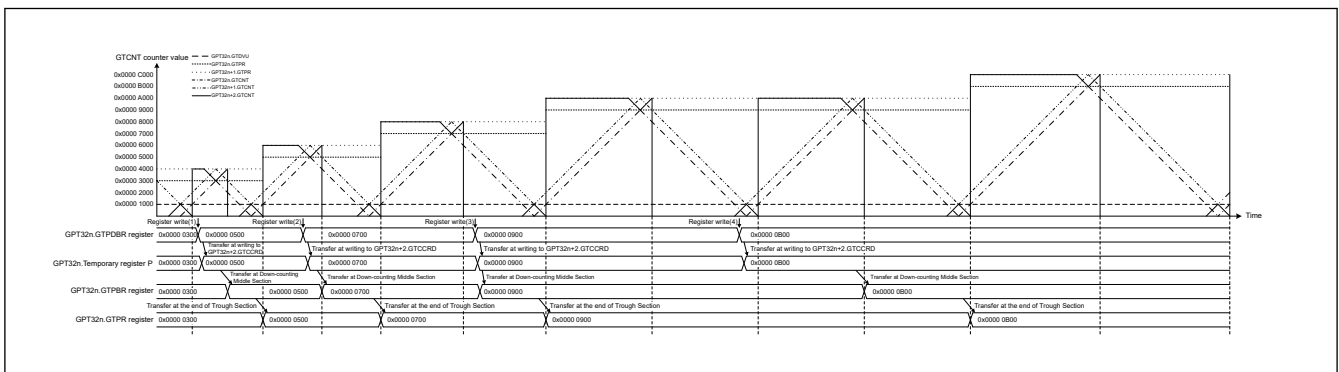 GTCNT counter value
GPT32n.GTDVU
GPT32n.GTPR
GPT32n+1.GTPR
GPT32n.GTCNT
GPT32n+1.GTCNT
GPT32n+2.GTCNT
0x0000 C000
0x0000 B000
0x0000 A000
0x0000 9000
0x0000 8000
0x0000 7000
0x0000 6000
0x0000 5000
0x0000 4000
0x0000 3000
0x0000 2000
0x0000 1000
Time
Register write(1) Register write(2) Register write(3) Register write(4)
GPT32n.GTPDBR register 0x0000 0300 0x0000 0500 0x0000 0700 0x0000 0900 0x0000 0B00
Transfer at writing to
GPT32n+2.GTCCRD
Transfer at writing to GPT32n+2.GTCCRD Transfer at writing to GPT32n+2.GTCCRD Transfer at writing to GPT32n+2.GTCCRD
GPT32n.Temporary register P 0x0000 0300 0x0000 0500 0x0000 0700 0x0000 0900 0x0000 0B00
Transfer at Down-counting
Middle Section
Transfer at Down-counting Middle Section Transfer at Down-counting Middle Section Transfer at Down-counting Middle Section
GPT32n.GTPBR register 0x0000 0300 0x0000 0500 0x0000 0700 0x0000 0900 0x0000 0B00
Transfer at the end of Trough Section Transfer at the end of Trough Section Transfer at the end of Trough Section Transfer at the end of Trough Section
GPT32n.GTPR register 0x0000 0300 0x0000 0500 0x0000 0700 0x0000 0900 0x0000 0B00